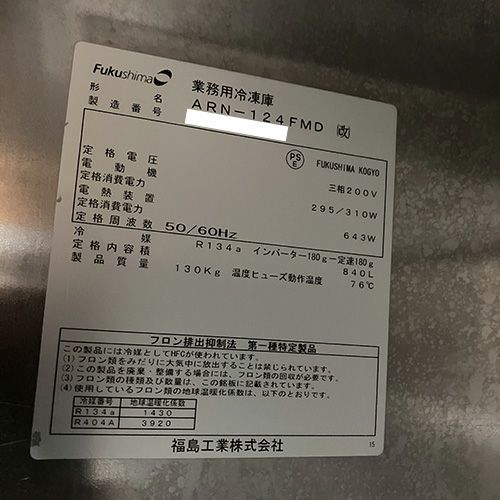 Fukushima
業務用冷凍庫
形 名 ARN-124FMD 改
製造番号
PS E FUKUSHIMA KOGYO
定格電圧 三相200V
電動機
定格消費電力 295/310W
電熱装置
定格消費電力 643W
定格周波数 50/60Hz
冷 媒 R134a インバーター180g一定速180g
定格内容積 840L
製品質量 130Kg 温度ヒューズ動作温度 76℃
フロン排出抑制法 第一種特定製品
この製品には冷媒としてHFCが使われています。
(1) フロン類をみだりに大気中に放出することは禁じられています。
(2) この製品を廃棄・整備する場合には、フロン類の回収が必要です。
(3) フロン類の種類及び数量は、この銘板に記載されています。
(4) 使用しているフロン類の地球温暖化係数は、以下のとおりです。
冷媒番号 地球温暖化係数
R134a 1430
R404A 3920
福島工業株式会社
15